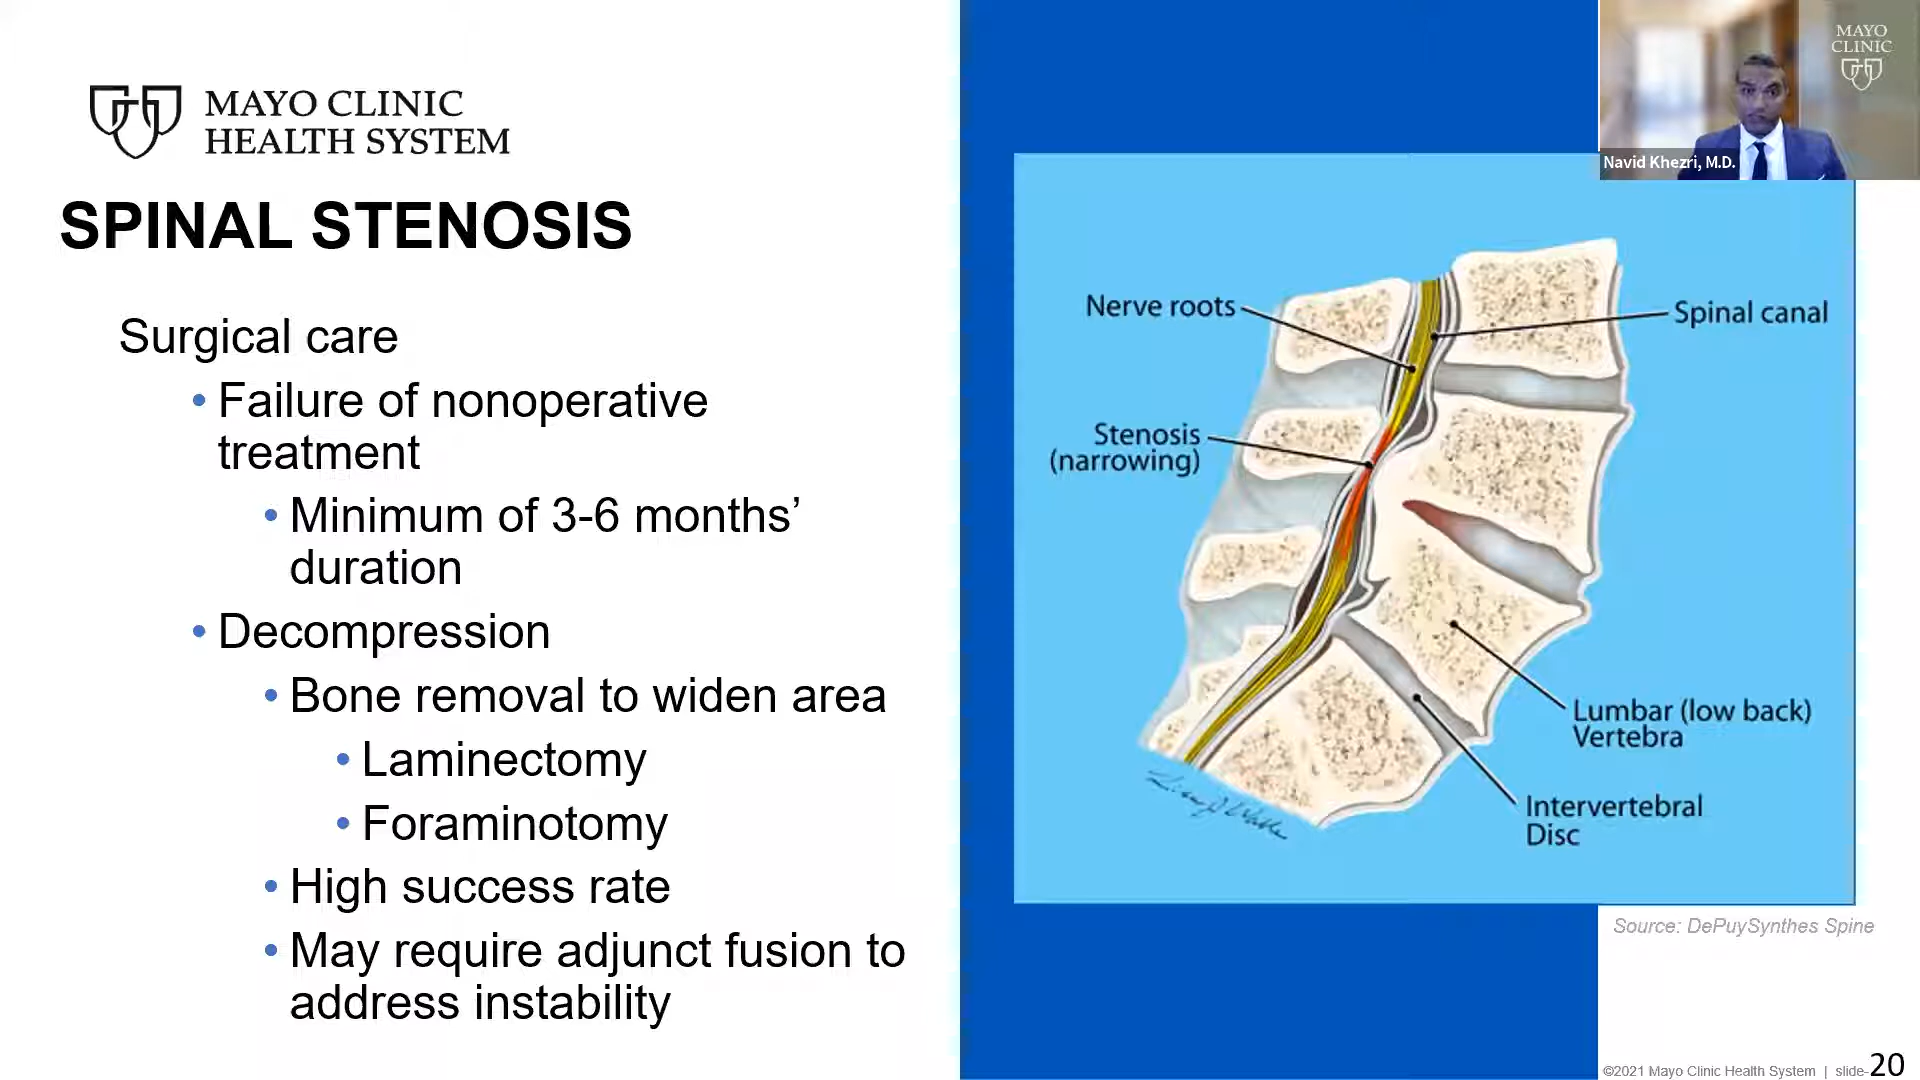 MAYO CLINIC
HEALTH SYSTEM
SPINAL STENOSIS
Surgical care
• Failure of nonoperative
treatment
• Minimum of 3-6 months’
duration
• Decompression
• Bone removal to widen area
• Laminectomy
• Foraminotomy
• High success rate
• May require adjunct fusion to
address instability
MAYO
CLINIC
Navid Khezri, M.D.
Nerve roots
Spinal canal
Stenosis
(narrowing)
Lumbar (low back)
Vertebra
Intervertebral
Disc
Source: DePuySynthes Spine
©2021 Mayo Clinic Health System | slide-20